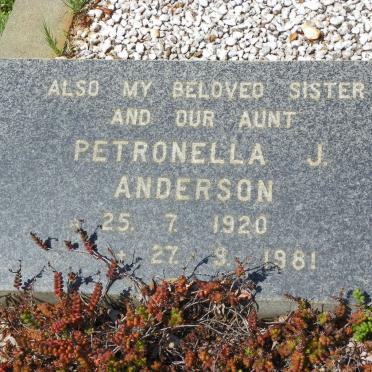 ALSO MY BELOVED SISTER
AND OUR AUNT
PETRONELLA J.
ANDERSON
25. 7. 1920
27. 9. 1981